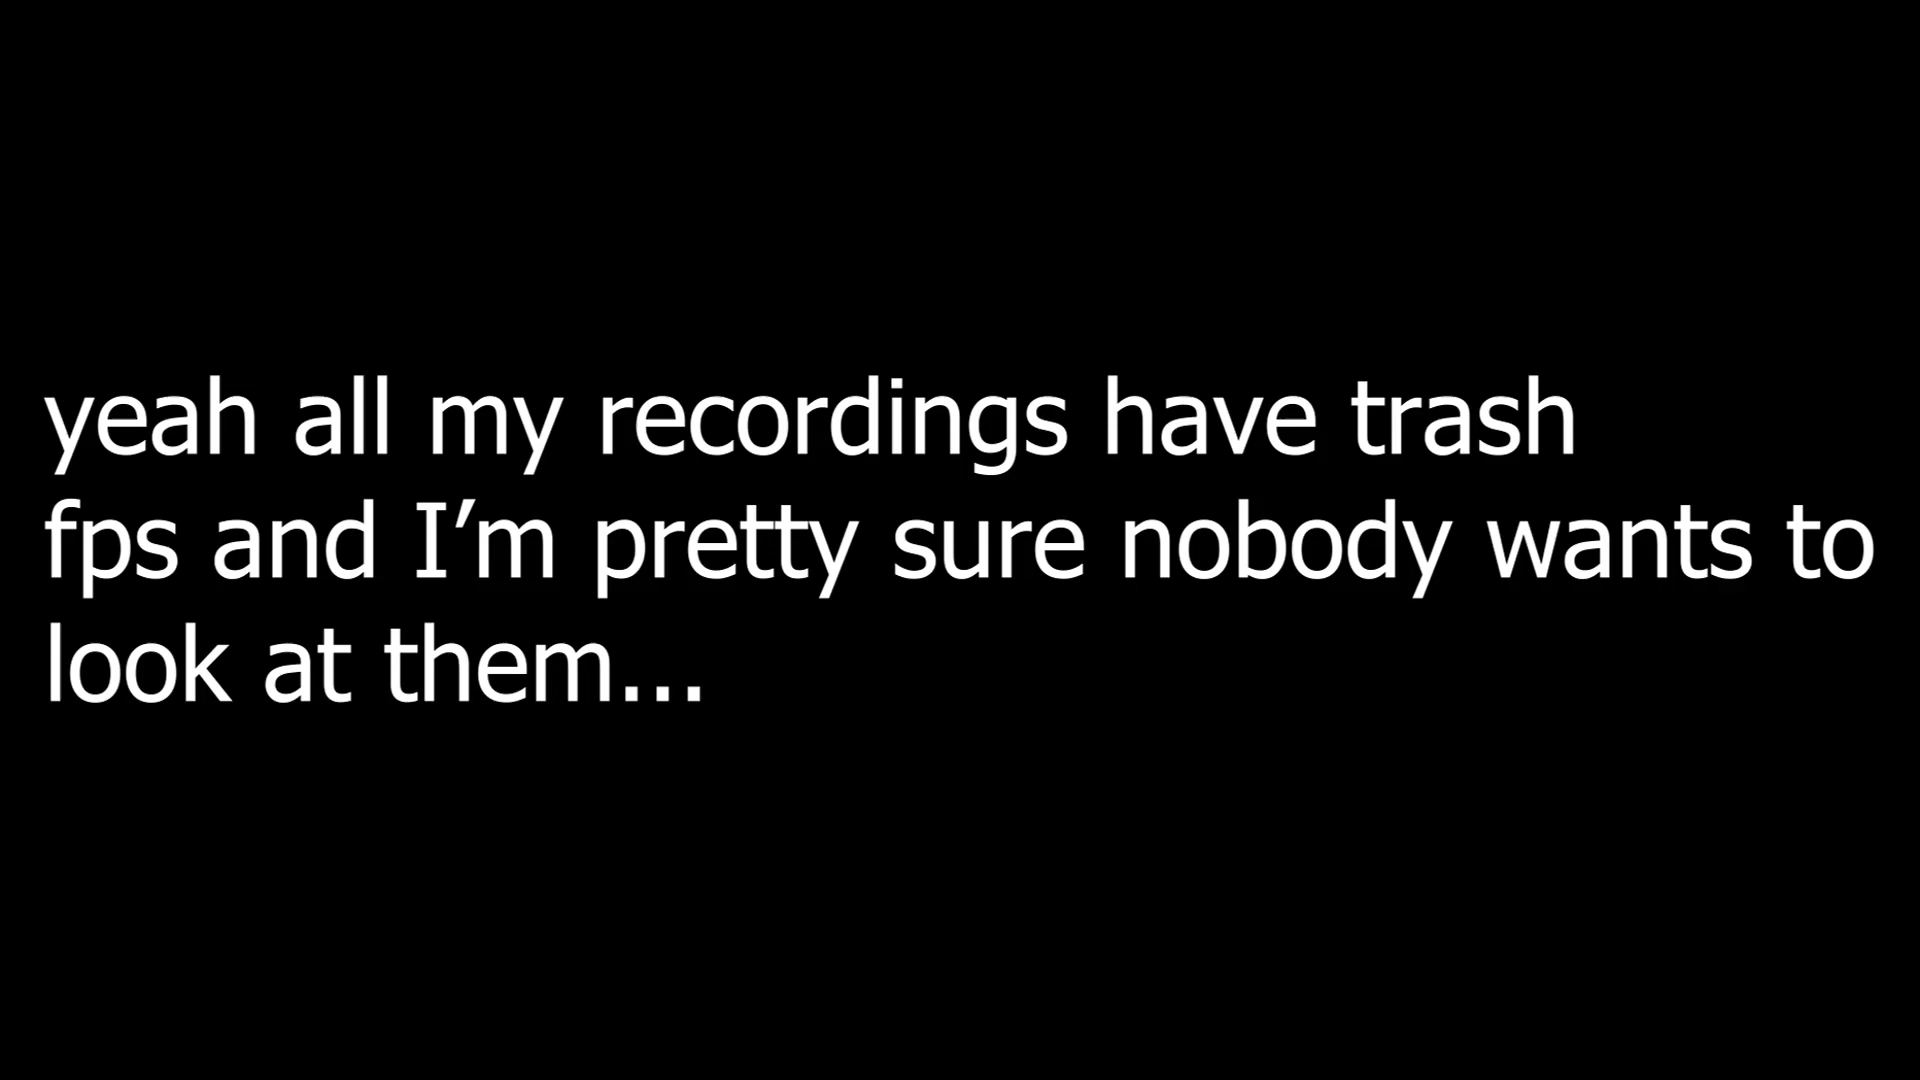 yeah all my recordings have trash
fps and I’m pretty sure nobody wants to
look at them...